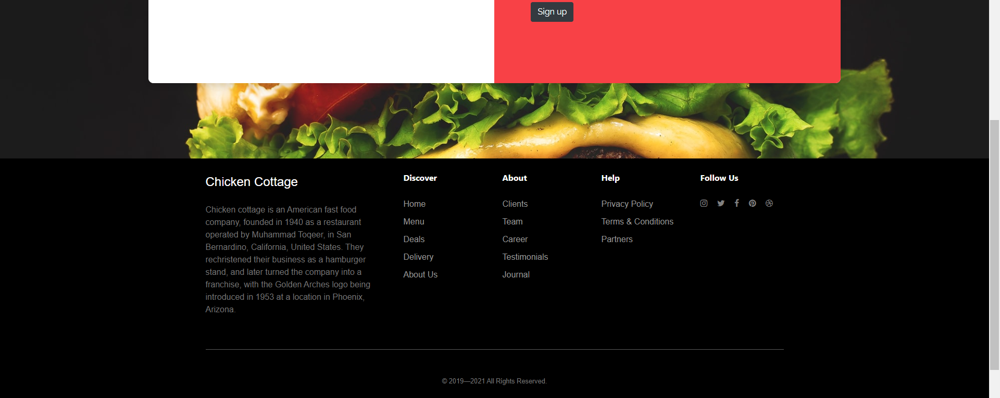 Sign up
Chicken Cottage
Chicken cottage is an American fast food
company, founded in 1940 as a restaurant
operated by Muhammad Toqeer, in San
Bernardino, California, United States. They
rechristened their business as a hamburger
stand, and later turned the company into a
franchise, with the Golden Arches logo being
introduced in 1953 at a location in Phoenix,
Arizona.
Discover
Home
Menu
Deals
Delivery
About Us
About
Clients
Team
Career
Testimonials
Journal
Help
Privacy Policy
Terms & Conditions
Partners
Follow Us
© 2019—2021 All Rights Reserved.